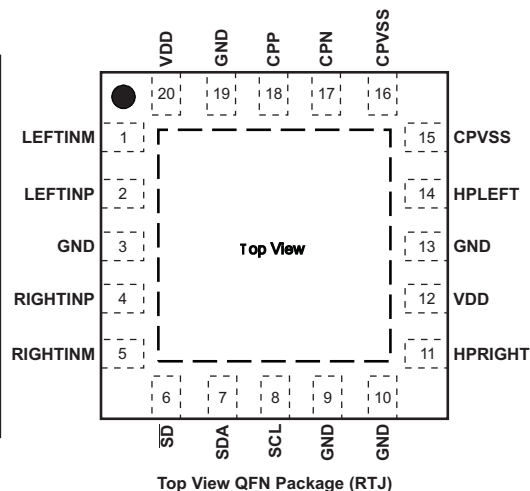 VDD
GND
CPP
CPN
CPVSS
20
19
18
17
16
LEFTINM 1
LEFTINP 2
GND 3
RIGHTINP 4
RIGHTINM 5
Top View
15 CPVSS
14 HPLEFT
13 GND
12 VDD
11 HPRIGHT
6
7
8
9
10
SD
SDA
SCL
GND
GND
Top View QFN Package (RTJ)